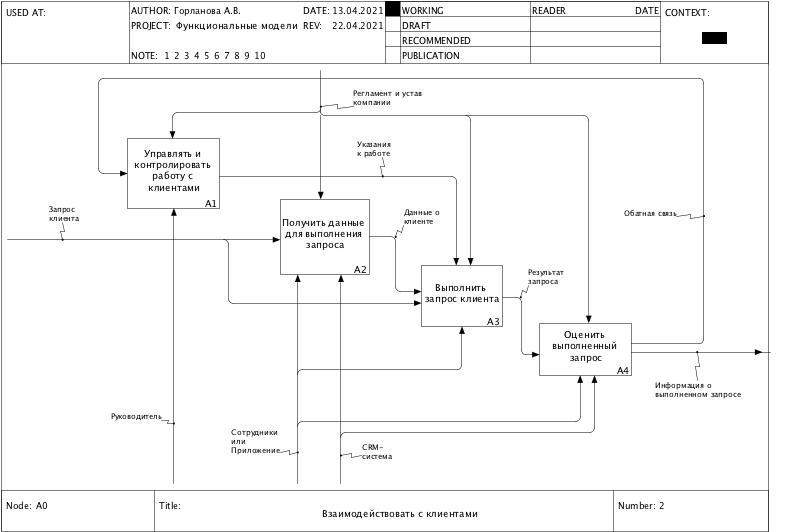 USED AT:
AUTHOR: Горланова А.В.
DATE: 13.04.2021
PROJECT: Функциональные модели
REV: 22.04.2021
NOTE: 1 2 3 4 5 6 7 8 9 10
WORKING
DRAFT
RECOMMENDED
PUBLICATION
READER
DATE
CONTEXT:
Регламент и устав
компании
Управлять и
контролировать
работу с
клиентами
A1
Указания
к работе
Запрос
клиента
Получить данные
для выполнения
запроса
A2
Данные о
клиенте
Обатная связь
Выполнить
запрос клиента
A3
Результат
запроса
Оценить
выполненный
запрос
A4
Информация о
выполненном запросе
Руководитель
Сотрудники
или
Приложение
CRM-
система
Node: A0
Title:
Взаимодействовать с клиентами
Number: 2